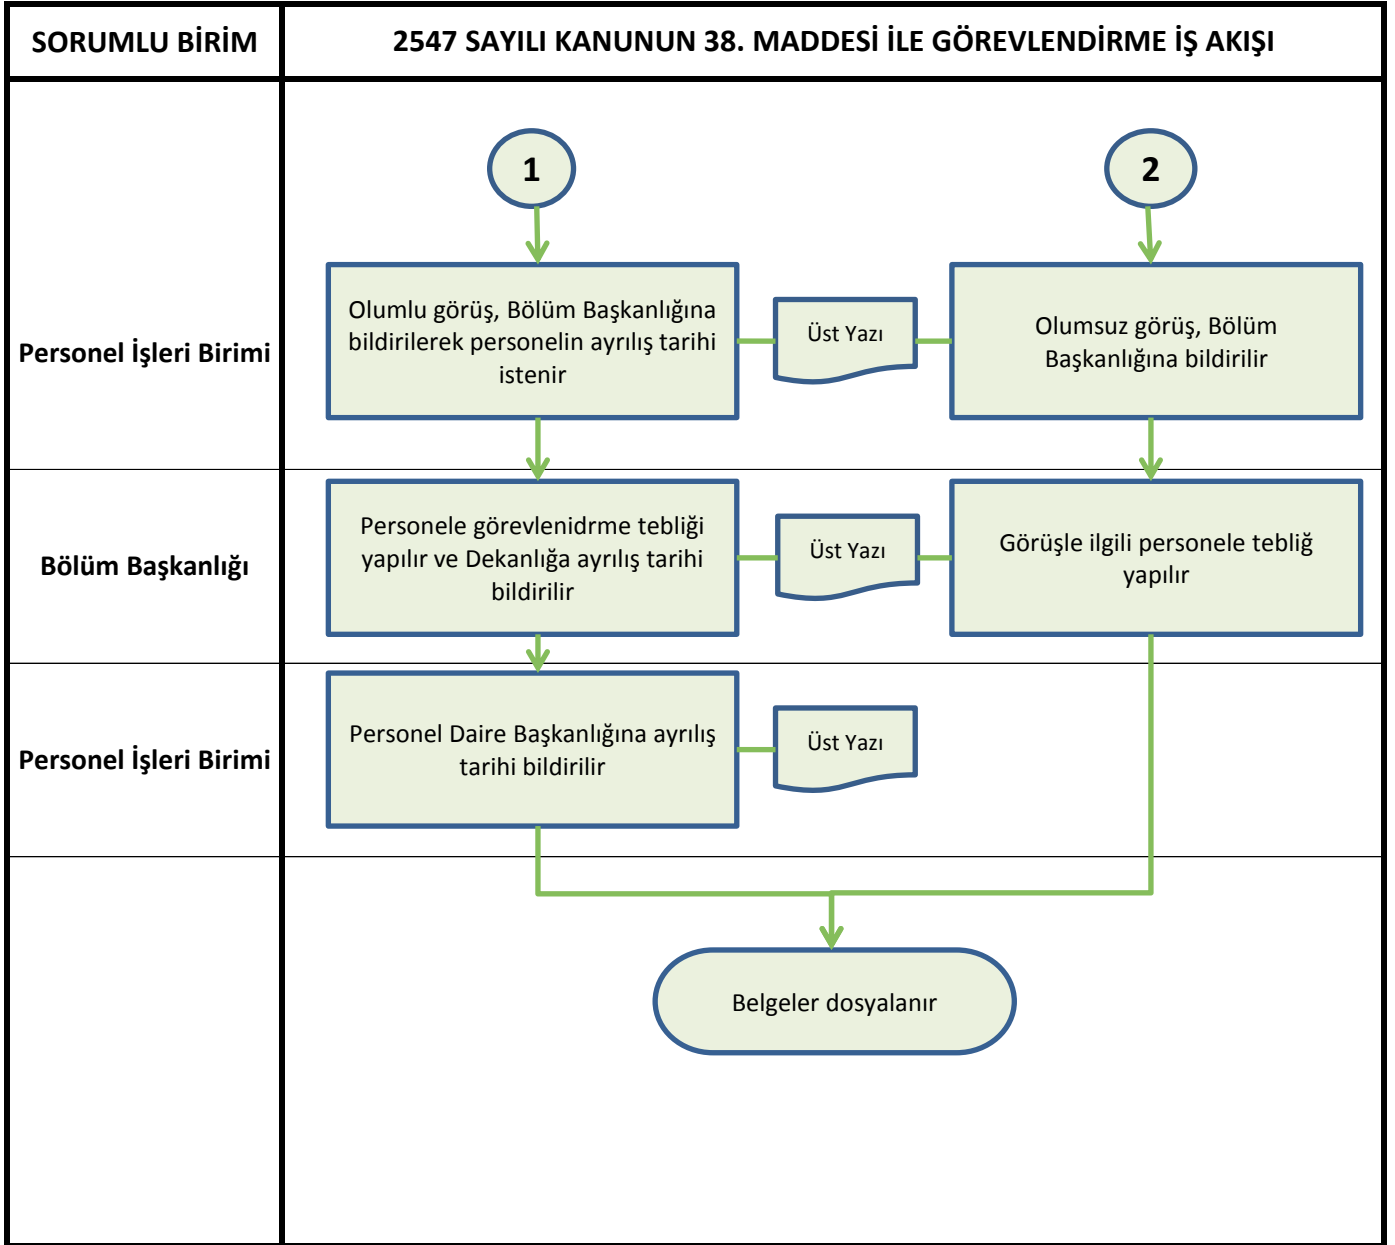 SORUMLU BİRİM
2547 SAYILI KANUNUN 38. MADDESİ İLE GÖREVLENDİRME İŞ AKIŞI
1
2
Personel İşleri Birimi
Olumlu görüş, Bölüm Başkanlığına
bildirilerek personelin ayrılış tarihi
istenir
Üst Yazı
Olumsuz görüş, Bölüm
Başkanlığına bildirilir
Bölüm Başkanlığı
Personele görevlenidrme tebliği
yapılır ve Dekanlığa ayrılış tarihi
bildirilir
Üst Yazı
Görüşle ilgili personele tebliğ
yapılır
Personel İşleri Birimi
Personel Daire Başkanlığına ayrılış
tarihi bildirilir
Üst Yazı
Belgeler dosyalanır